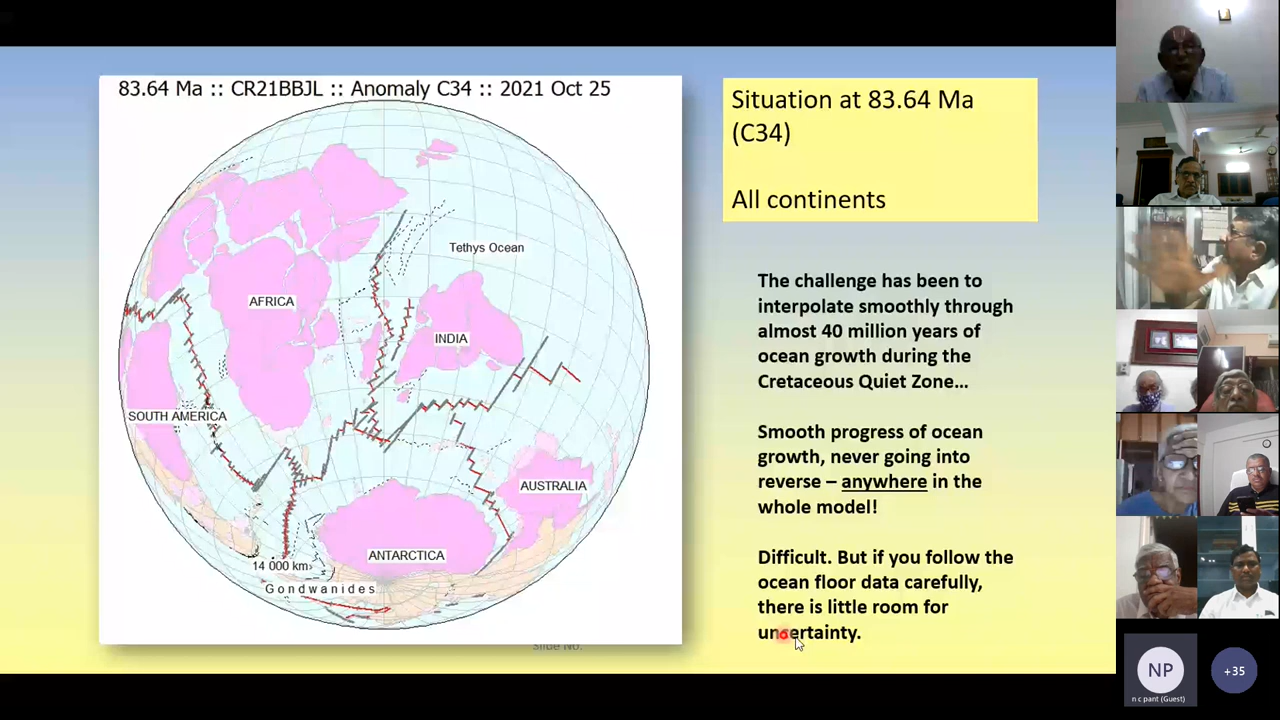 83.64 Ma :: CR21BBJL :: Anomaly C34 :: 2021 Oct 25
Tethys Ocean
AFRICA
INDIA
SOUTH AMERICA
AUSTRALIA
ANTARCTICA
14 000 km
Gondwanides
Slide No.
Situation at 83.64 Ma
(C34)
All continents
The challenge has been to
interpolate smoothly through
almost 40 million years of
ocean growth during the
Cretaceous Quiet Zone…
Smooth progress of ocean
growth, never going into
reverse – anywhere in the
whole model!
Difficult. But if you follow the
ocean floor data carefully,
there is little room for
uncertainty.
NP
n c pant (Guest)
+35